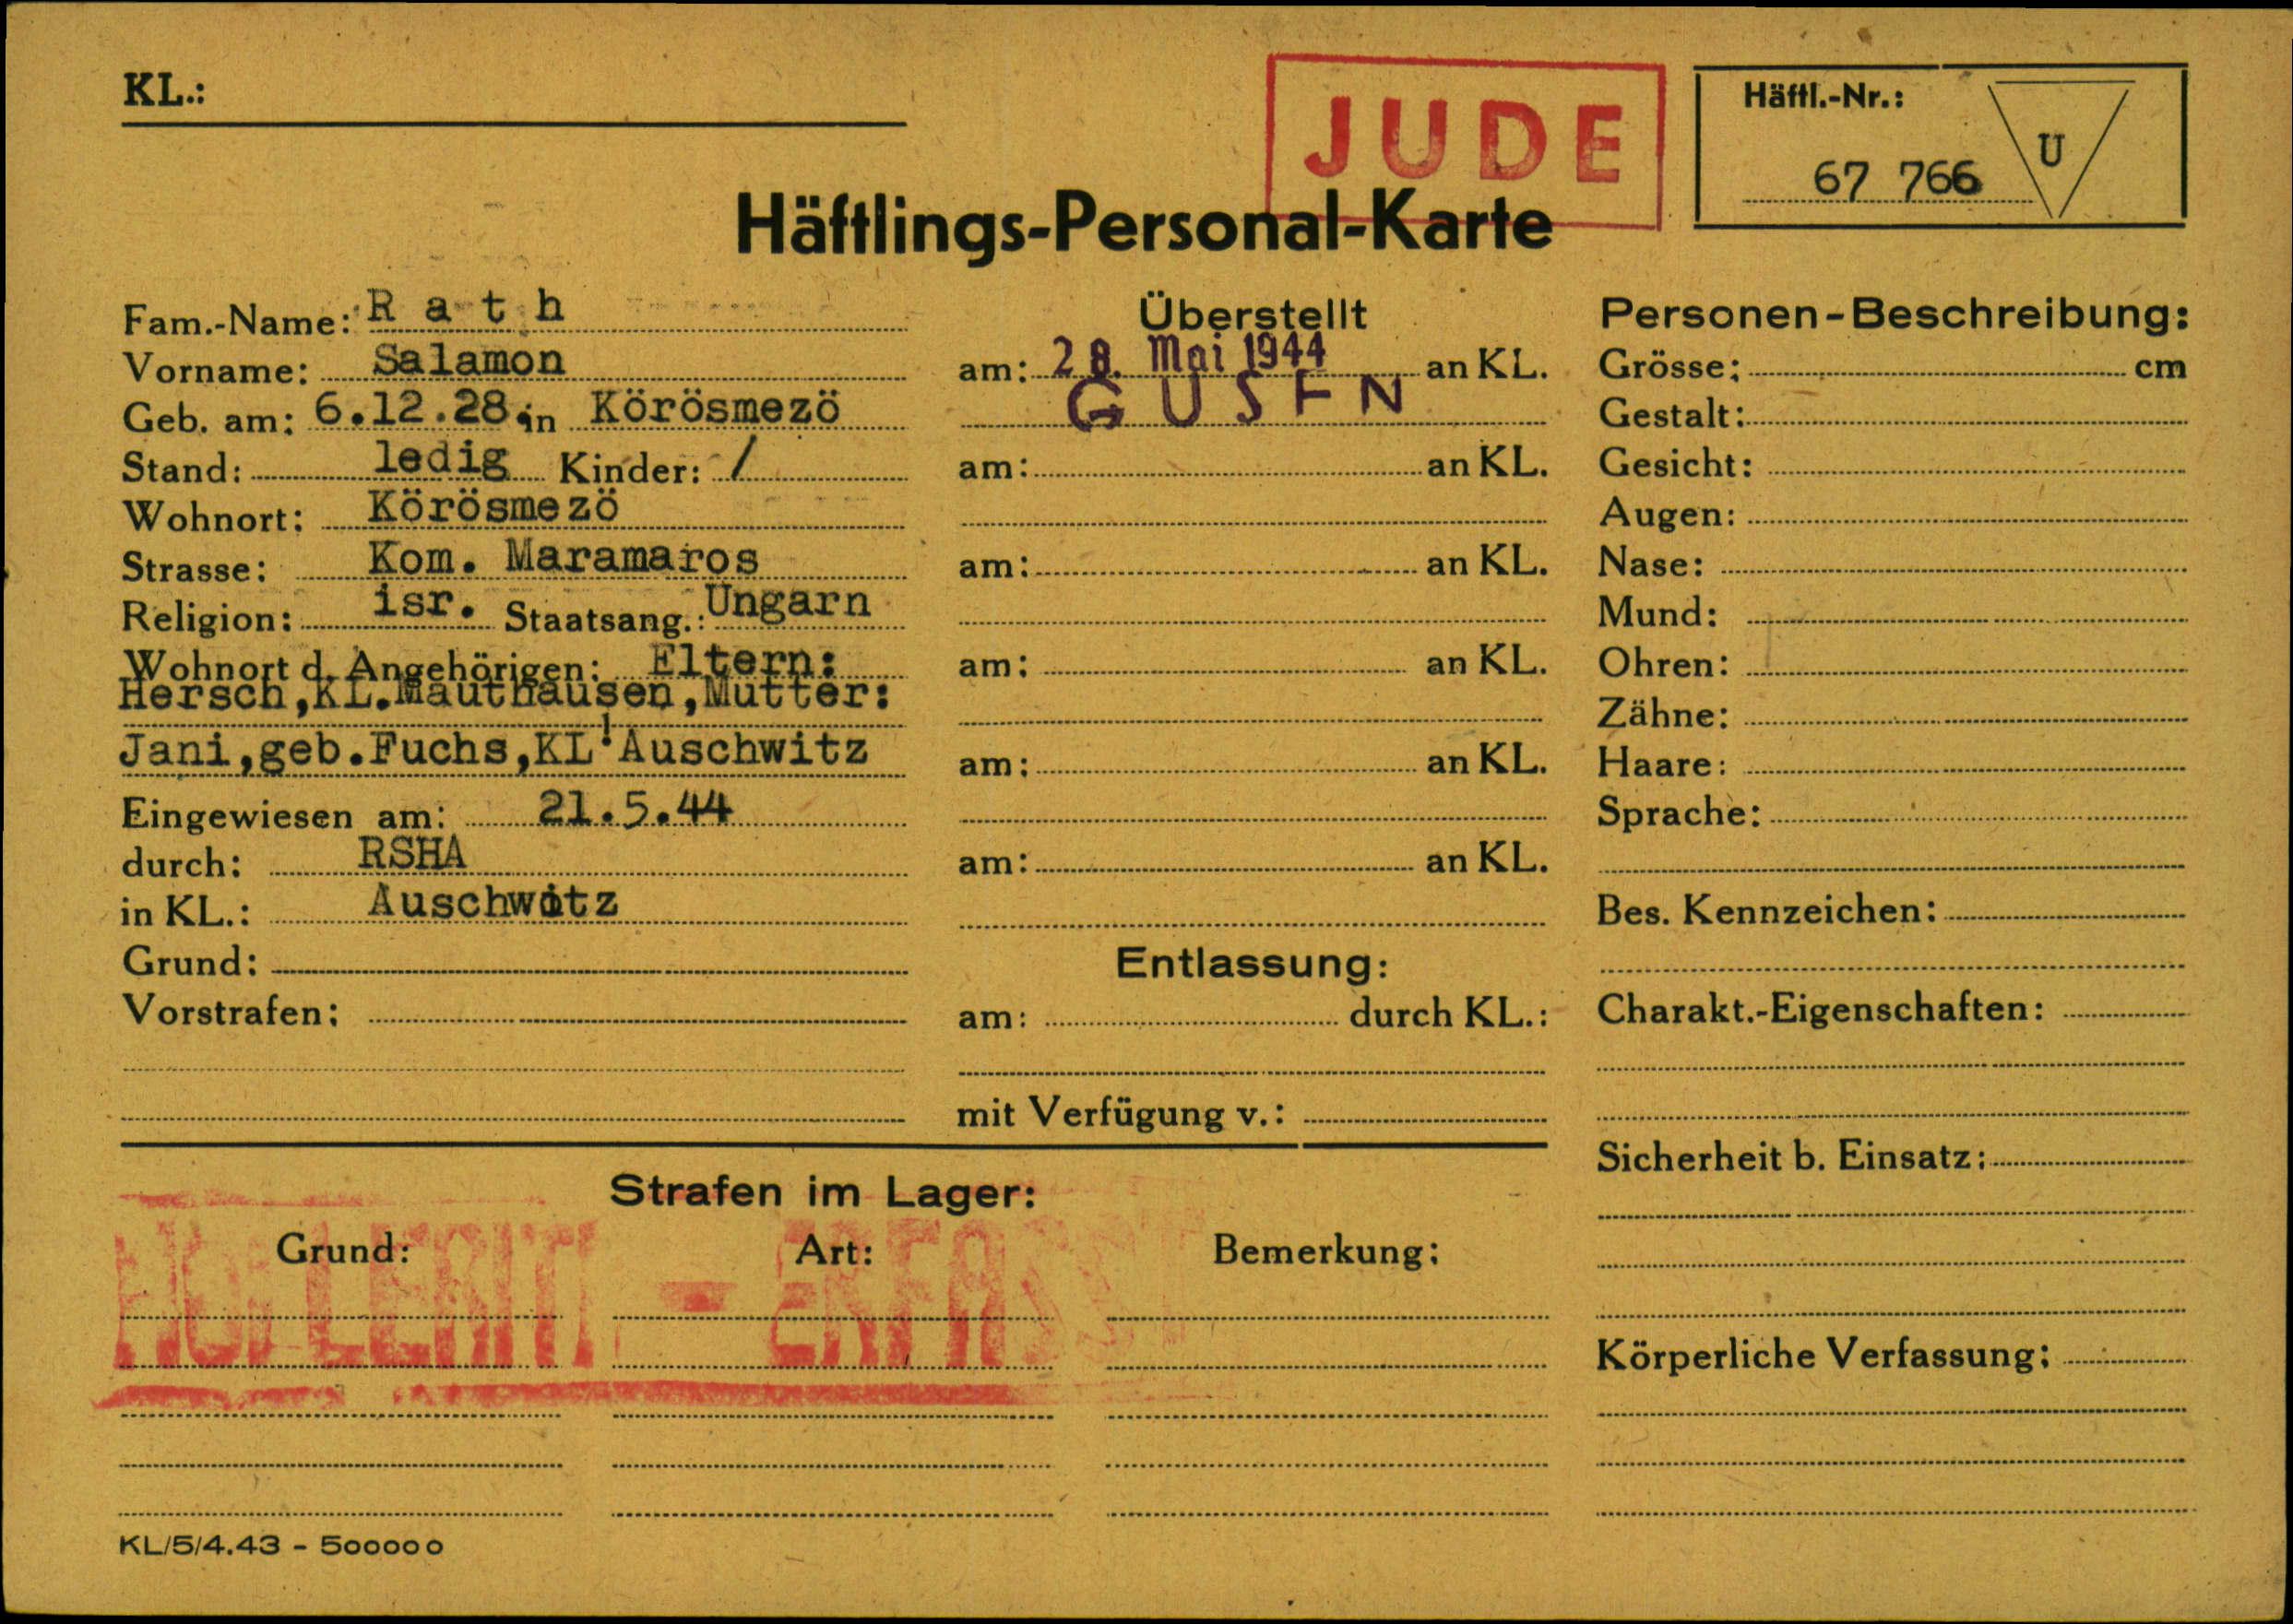 KL.:
JUDE
Häftl.-Nr.:
67 766
U
Häftlings-Personal-Karte
Fam.-Name: Rath
Vorname: Salamon
Geb. am: 6.12.28 in Körösmezö
Stand: ledig Kinder: /
Wohnort: Körösmezö
Strasse: Kom. Maramaros
Religion: isr. Staatsang.: Ungarn
Wohnort d. Angehörigen: Eltern:
Hersch,KL.Mauthausen,Mutter:
Jani,geb.Fuchs,KL!Auschwitz
Eingewiesen am: 21.5.44
durch: RSHA
in KL.: Auschwitz
Grund:
Vorstrafen:
Überstellt
am: 28. Mai 1944 an KL.
GUSEN
am: an KL.
am: an KL.
am: an KL.
am: an KL.
am: an KL.
Entlassung:
am: durch KL.:
mit Verfügung v.:
Personen-Beschreibung:
Grösse: cm
Gestalt:
Gesicht:
Augen:
Nase:
Mund:
Ohren:
Zähne:
Haare:
Sprache:
Bes. Kennzeichen:
Charakt.-Eigenschaften:
Sicherheit b. Einsatz:
Körperliche Verfassung:
Strafen im Lager:
Grund: Art: Bemerkung:
HOLLERITH - ERFASST
KL/5/4.43 - 500000